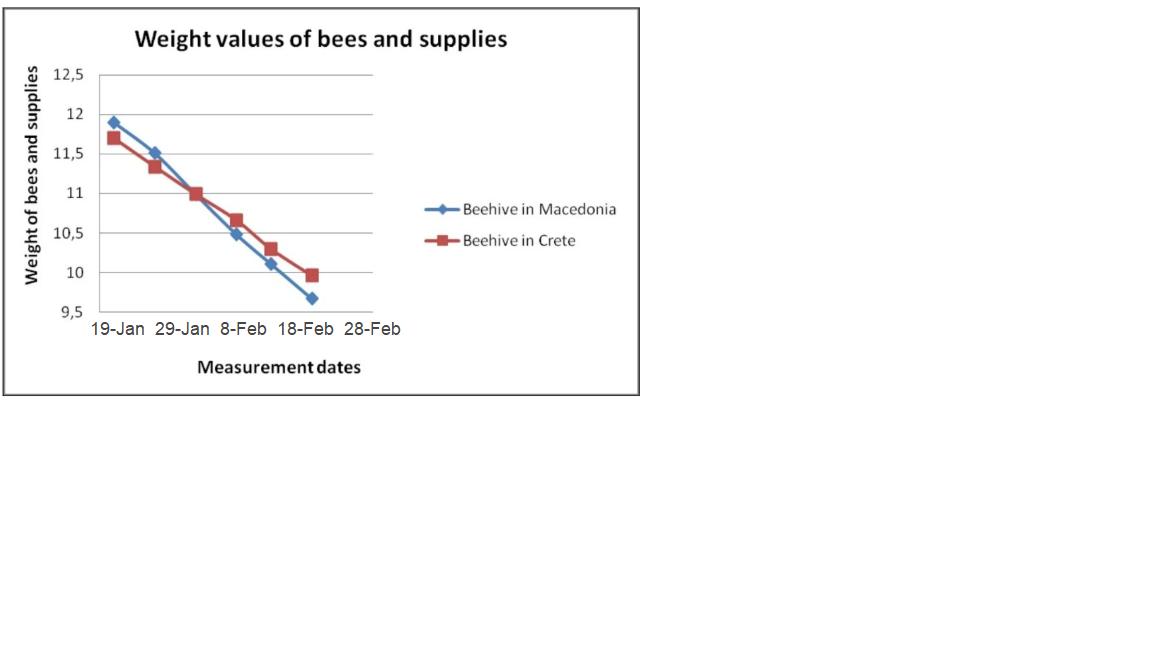 Weight values of bees and supplies
Weight of bees and supplies
12,5
12
11,5
11
10,5
10
9,5
19-Jan 29-Jan 8-Feb 18-Feb 28-Feb
Measurement dates
Beehive in Macedonia
Beehive in Crete